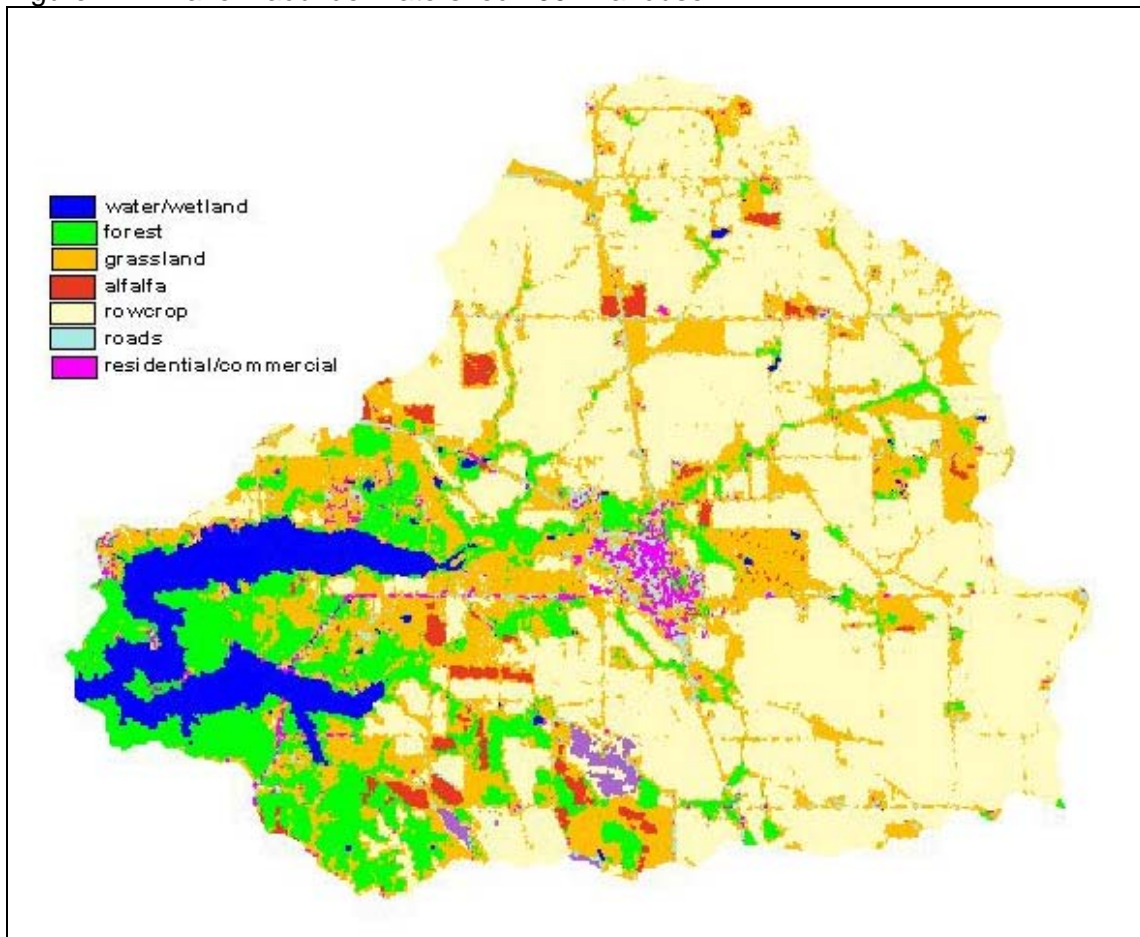 water/wetland
forest
grassland
alfalfa
rowcrop
roads
residential/commercial